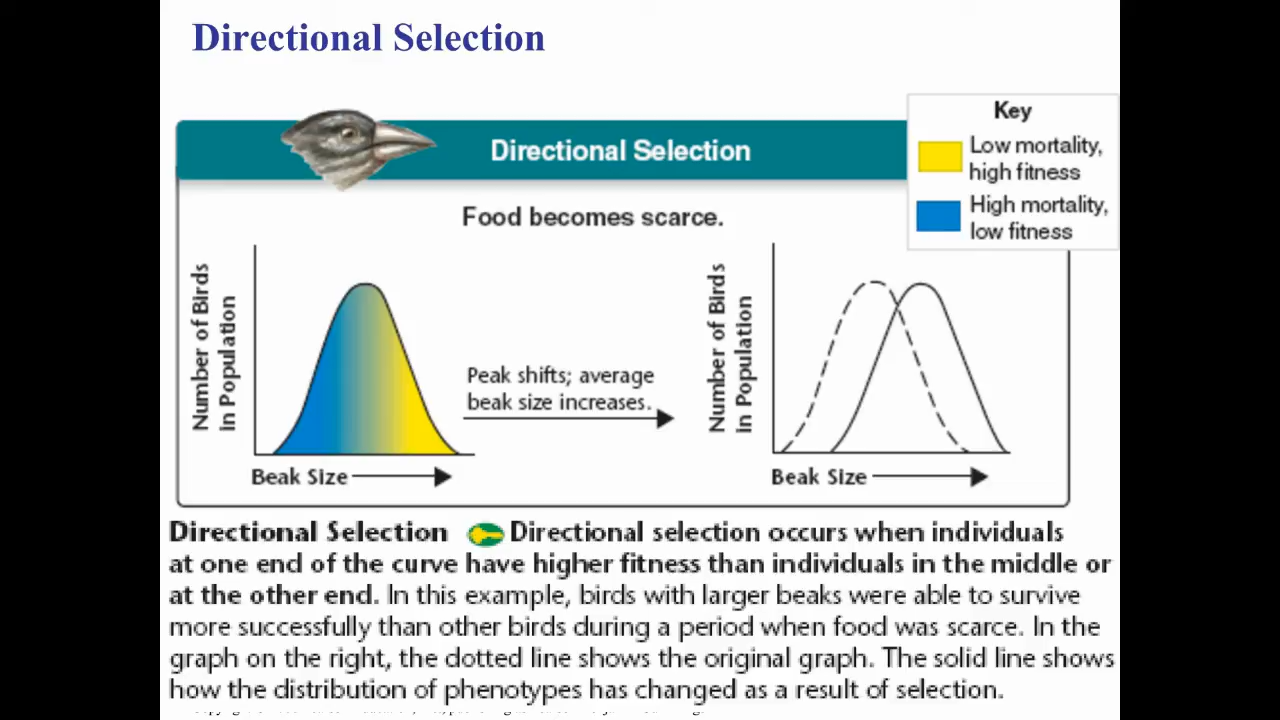 Directional Selection
Directional Selection
Key
Low mortality,
high fitness
High mortality,
low fitness
Food becomes scarce.
Number of Birds
in Population
Beak Size
Peak shifts; average
beak size increases.
Number of Birds
in Population
Beak Size
Directional Selection Directional selection occurs when individuals
at one end of the curve have higher fitness than individuals in the middle or
at the other end. In this example, birds with larger beaks were able to survive
more successfully than other birds during a period when food was scarce. In the
graph on the right, the dotted line shows the original graph. The solid line shows
how the distribution of phenotypes has changed as a result of selection.